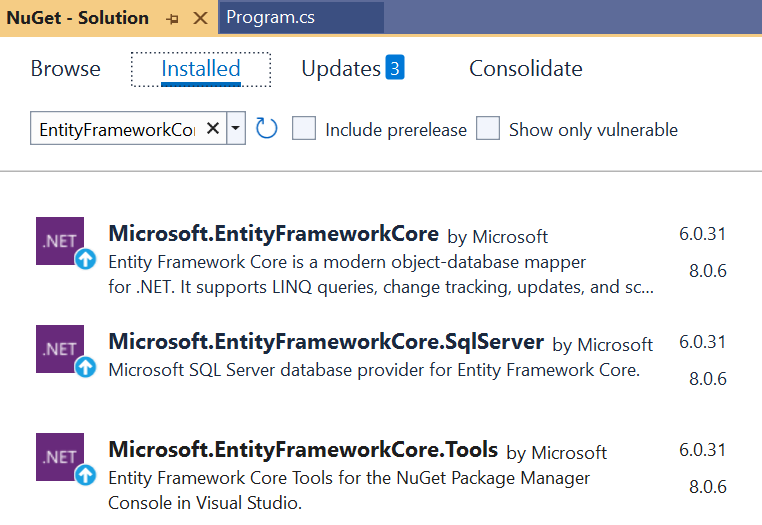 NuGet - Solution Program.cs
Browse Installed Updates 3 Consolidate
EntityFrameworkCo Include prerelease Show only vulnerable
.NET Microsoft.EntityFrameworkCore by Microsoft 6.0.31
Entity Framework Core is a modern object-database mapper 8.0.6
for .NET. It supports LINQ queries, change tracking, updates, and sc...
.NET Microsoft.EntityFrameworkCore.SqlServer by Microsoft 6.0.31
Microsoft SQL Server database provider for Entity Framework Core. 8.0.6
.NET Microsoft.EntityFrameworkCore.Tools by Microsoft 6.0.31
Entity Framework Core Tools for the NuGet Package Manager 8.0.6
Console in Visual Studio.